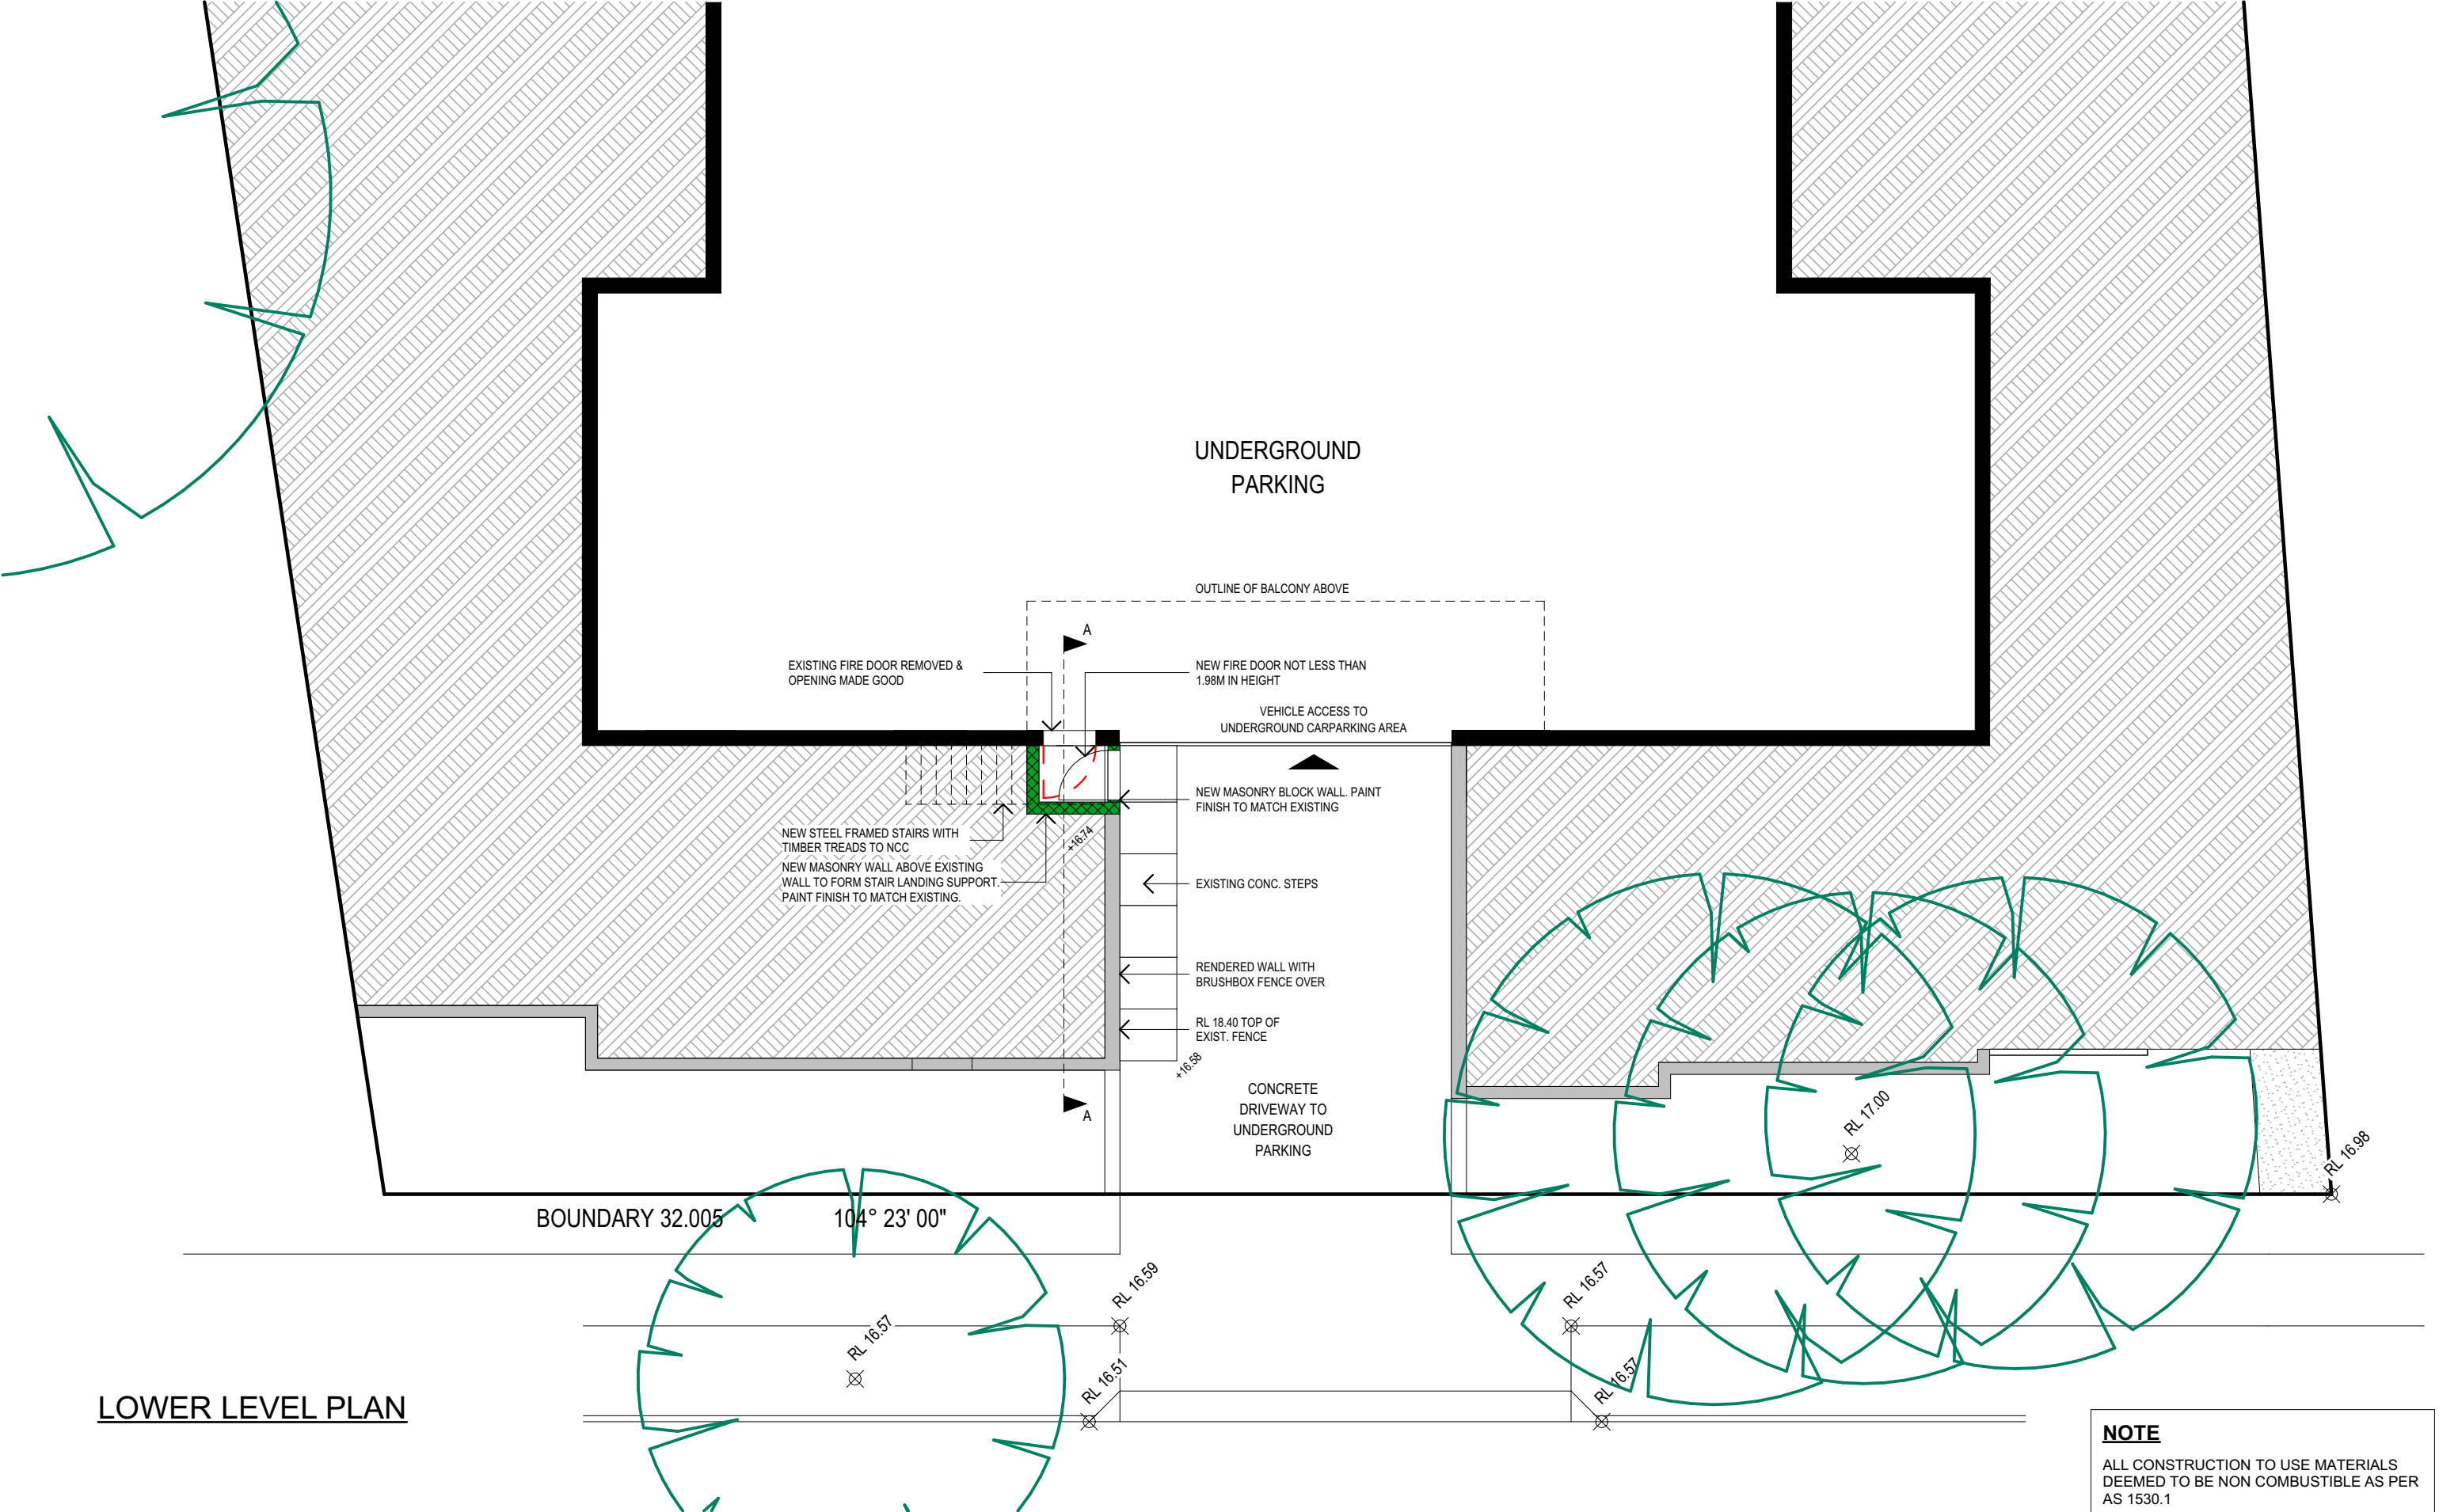 UNDERGROUND
PARKING
OUTLINE OF BALCONY ABOVE
A
EXISTING FIRE DOOR REMOVED &
OPENING MADE GOOD
NEW FIRE DOOR NOT LESS THAN
1.98M IN HEIGHT
VEHICLE ACCESS TO
UNDERGROUND CARPARKING AREA
NEW MASONRY BLOCK WALL. PAINT
FINISH TO MATCH EXISTING
NEW STEEL FRAMED STAIRS WITH
TIMBER TREADS TO NCC
NEW MASONRY WALL ABOVE EXISTING
WALL TO FORM STAIR LANDING SUPPORT.
PAINT FINISH TO MATCH EXISTING.
+16.74
EXISTING CONC. STEPS
RENDERED WALL WITH
BRUSHBOX FENCE OVER
RL 18.40 TOP OF
EXIST. FENCE
+16.58
CONCRETE
DRIVEWAY TO
UNDERGROUND
PARKING
A
RL 17.00
RL 16.98
BOUNDARY 32.005
104° 23' 00"
RL 16.59
RL 16.57
RL 16.57
RL 16.51
RL 16.57
LOWER LEVEL PLAN
NOTE
ALL CONSTRUCTION TO USE MATERIALS
DEEMED TO BE NON COMBUSTIBLE AS PER
AS 1530.1